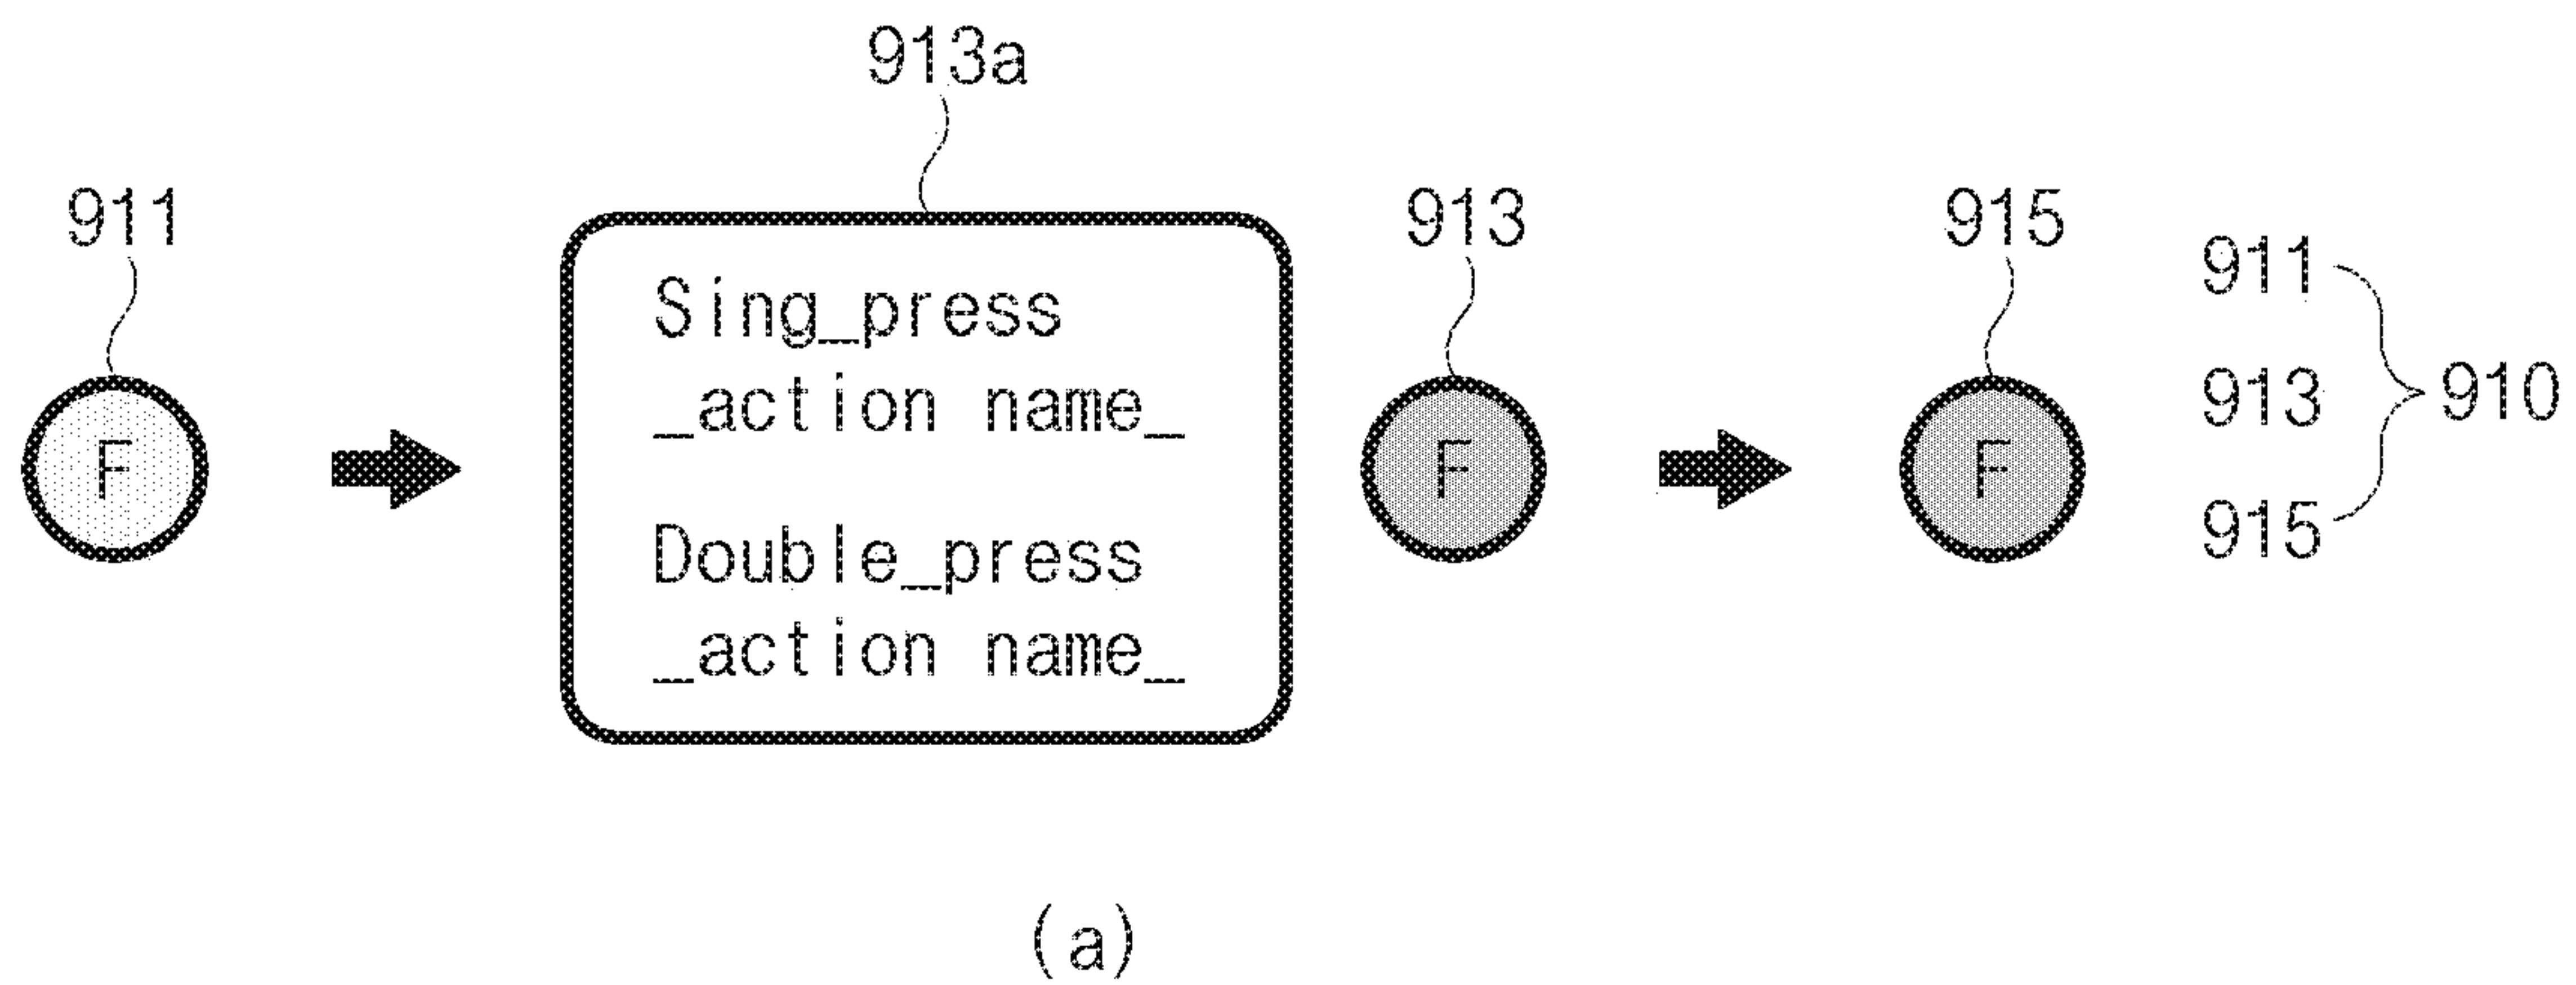 913a
911
913
915
Sing_press
_action name_
Double_press
_action name_
F
F
F
911
913
915
910
(a)